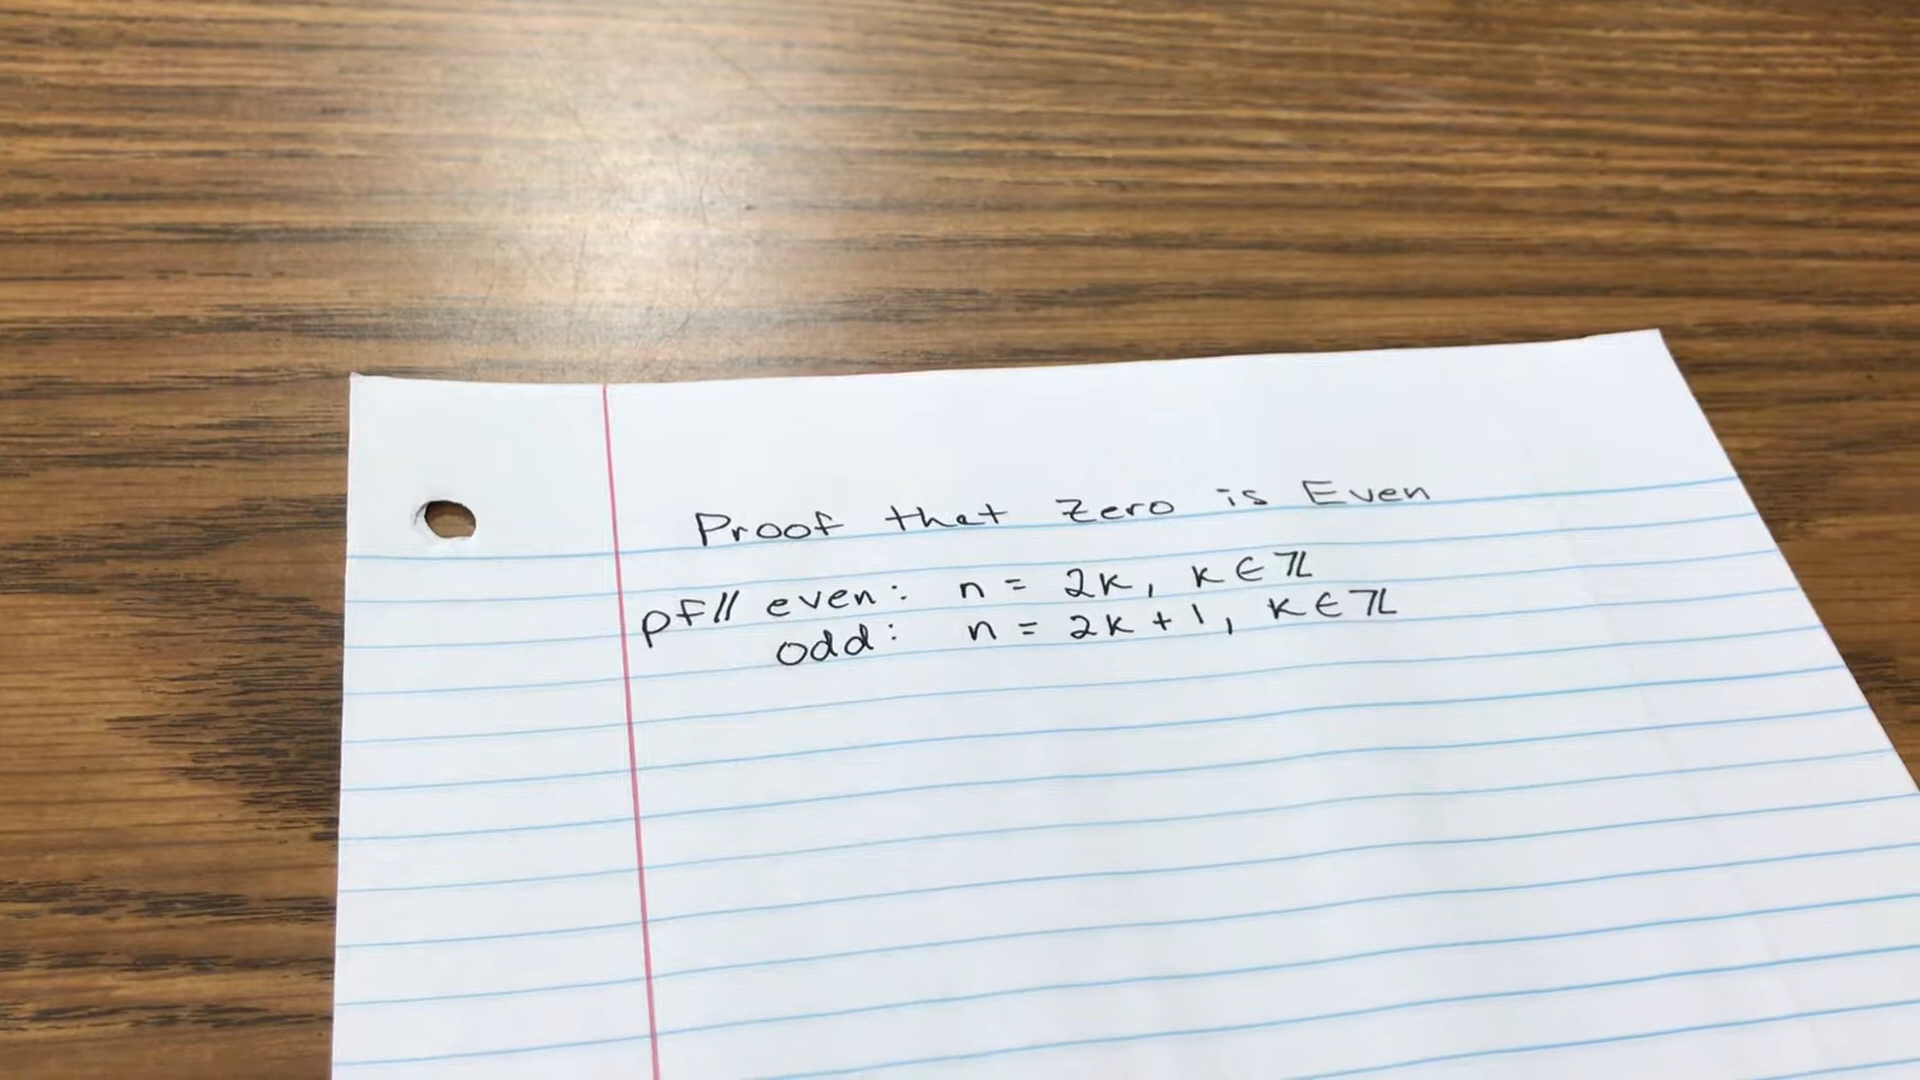 Proof that Zero is Even
pf// even: n = 2k, k ∈ ℤ
odd: n = 2k + 1, k ∈ ℤ